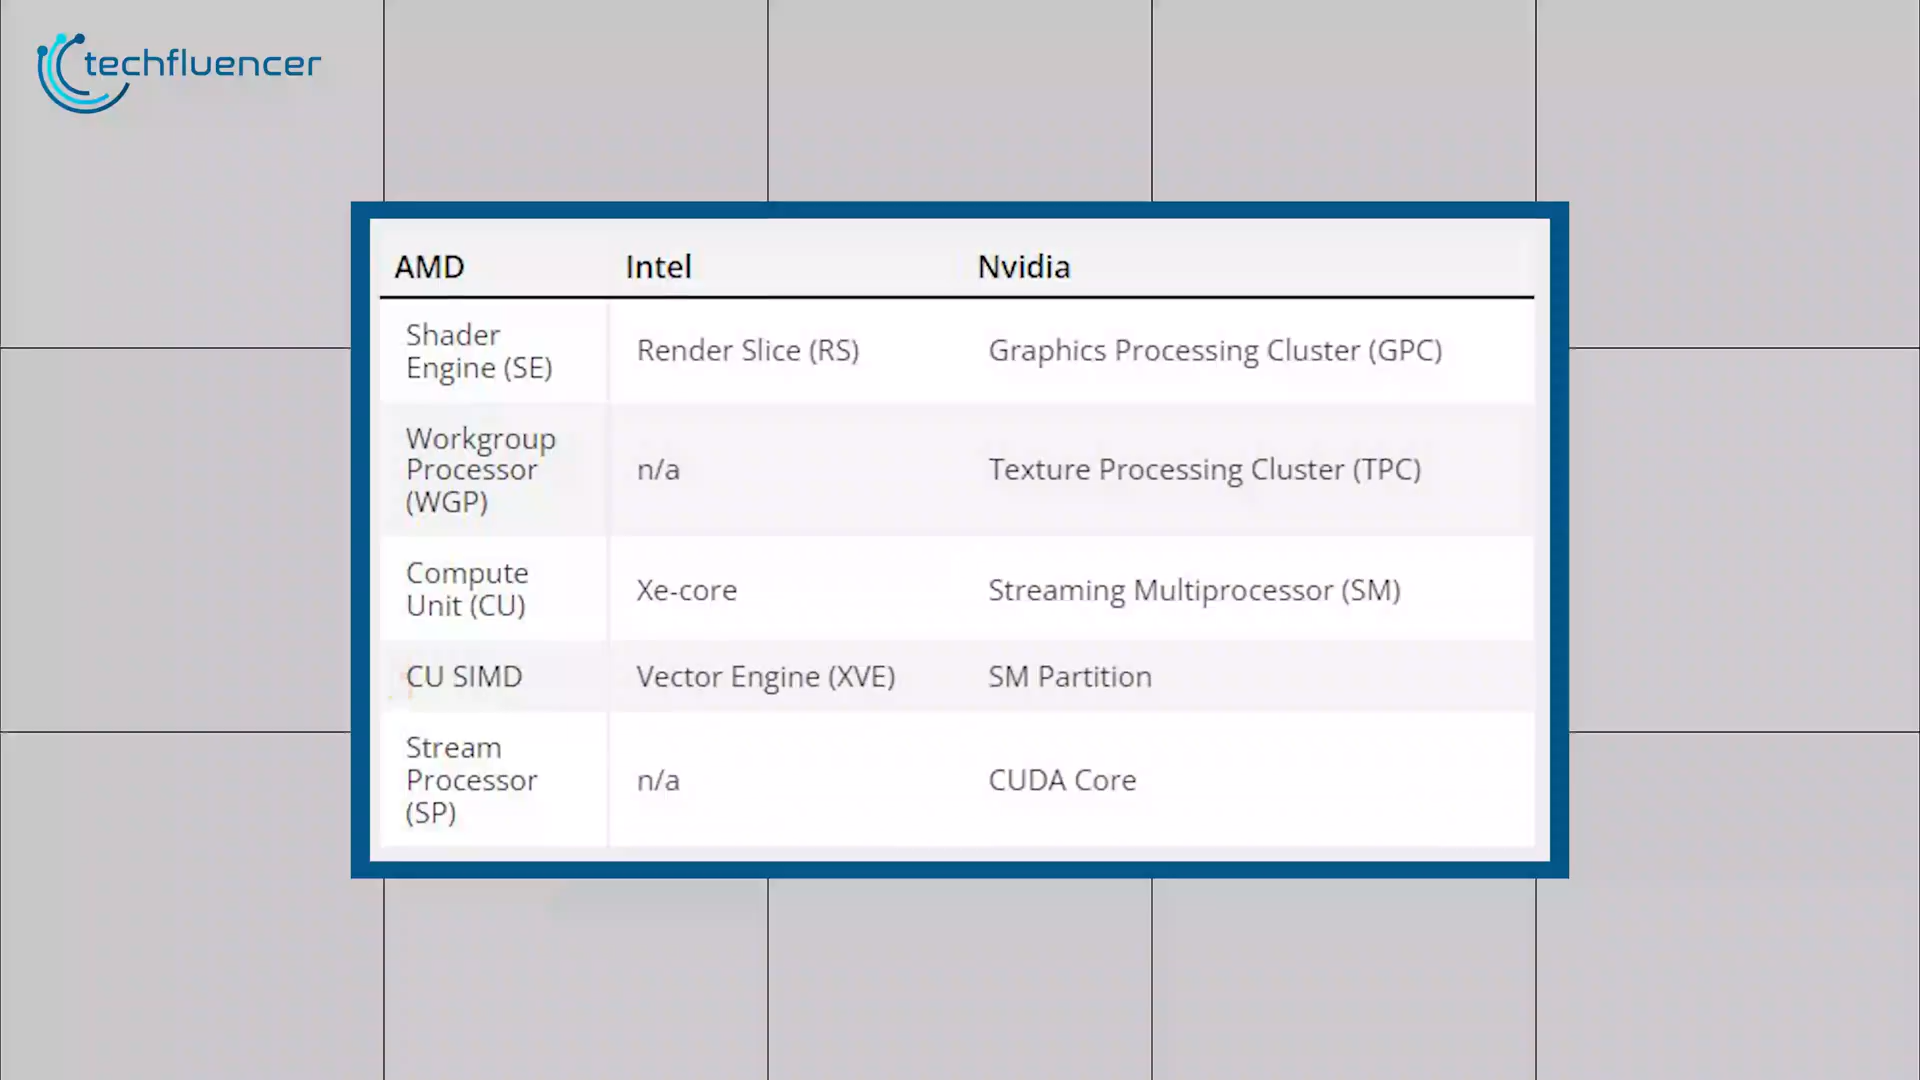 techfluencer
AMD Intel Nvidia
Shader
Engine (SE)
Render Slice (RS)
Graphics Processing Cluster (GPC)
Workgroup
Processor
(WGP)
n/a
Texture Processing Cluster (TPC)
Compute
Unit (CU)
Xe-core
Streaming Multiprocessor (SM)
CU SIMD
Vector Engine (XVE)
SM Partition
Stream
Processor
(SP)
n/a
CUDA Core